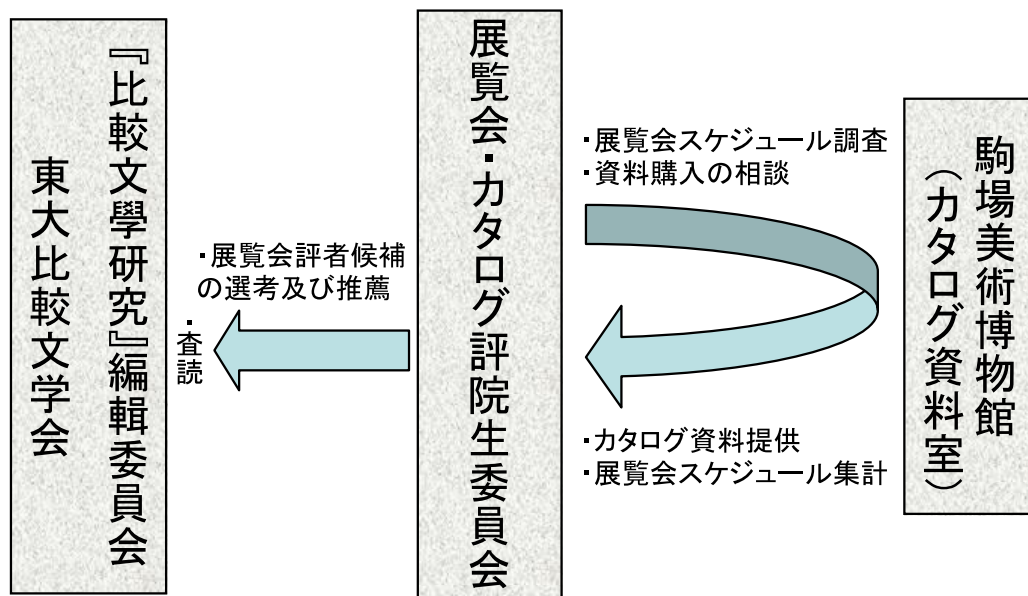 『比較文學研究』編輯委員会
東大比較文学会
・査読
・展覧会評者候補
の選考及び推薦
展覧会・カタログ評院生委員会
・展覧会スケジュール調査
・資料購入の相談
・カタログ資料提供
・展覧会スケジュール集計
駒場美術博物館
（カタログ資料室）